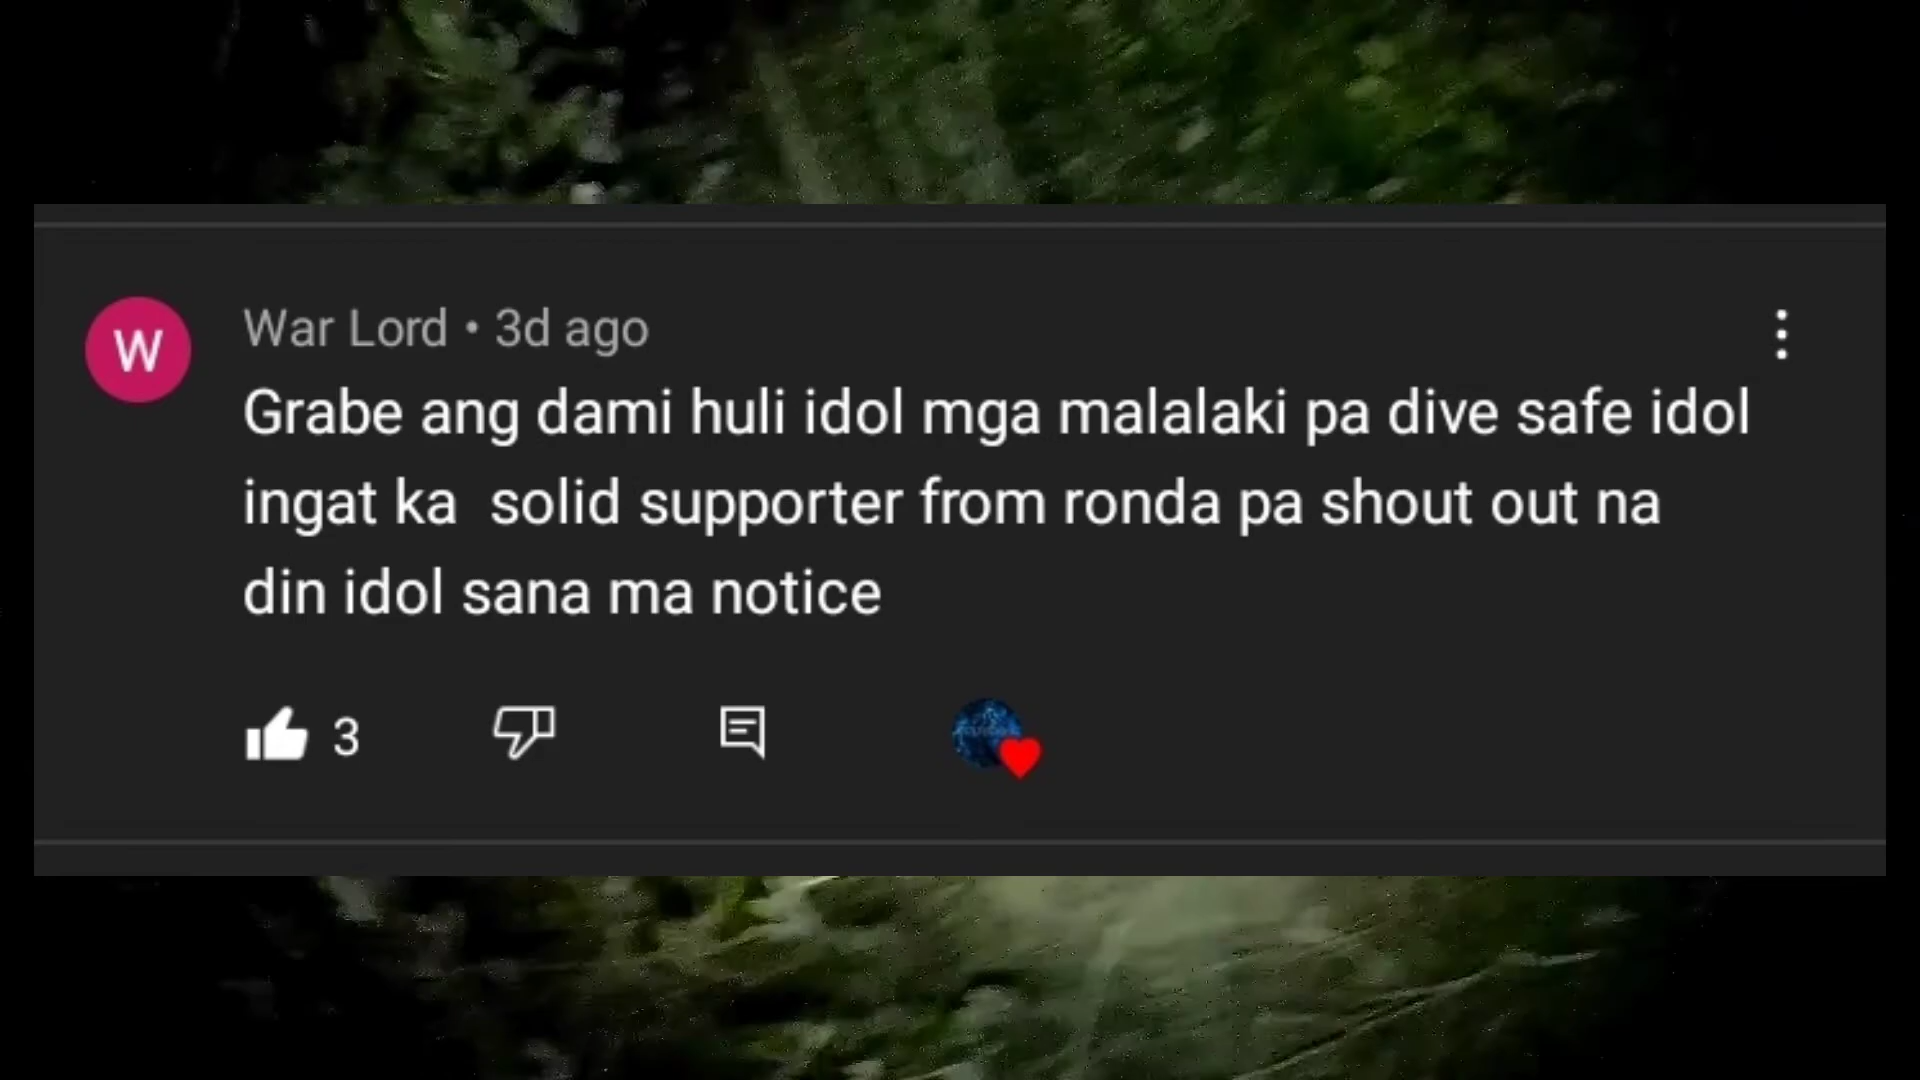 W
War Lord • 3d ago
Grabe ang dami huli idol mga malalaki pa dive safe idol
ingat ka  solid supporter from ronda pa shout out na
din idol sana ma notice
3